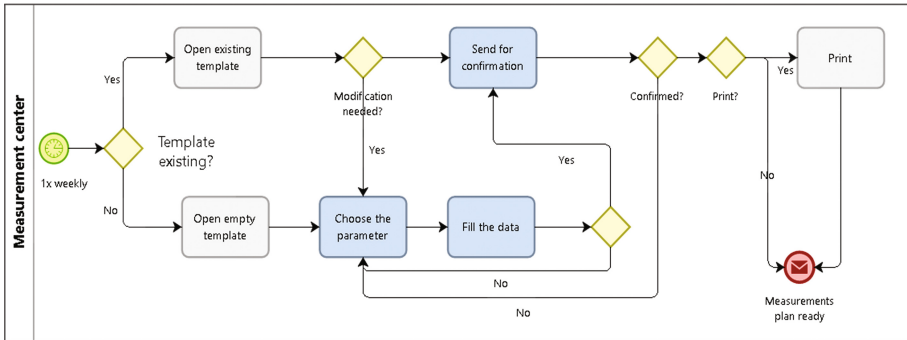 Measurement center
1x weekly
Template
existing?
Yes
No
Open existing
template
Open empty
template
Modification
needed?
Yes
Choose the
parameter
Fill the data
Send for
confirmation
Yes
No
Confirmed?
No
Print?
Yes
No
Print
Measurements
plan ready